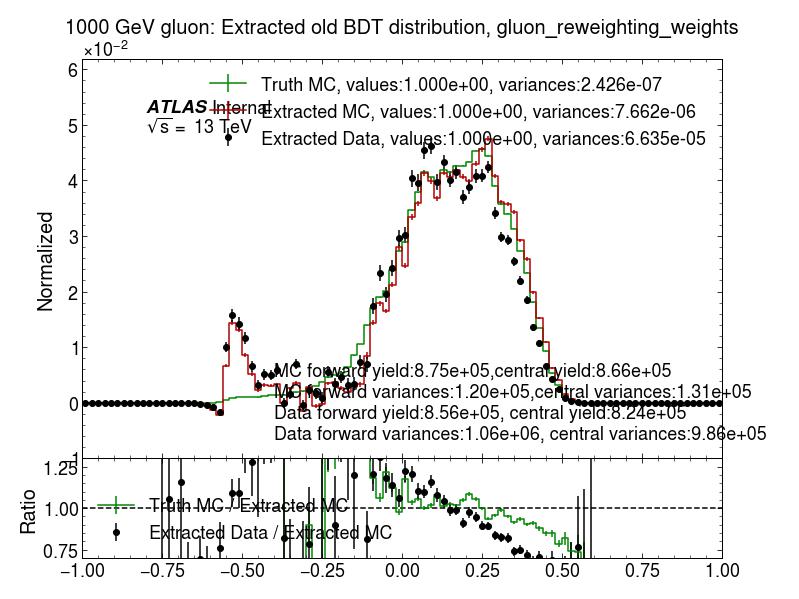 1000 GeV gluon: Extracted old BDT distribution, gluon_reweighting_weights
×10⁻²
Truth MC, values:1.000e+00, variances:2.426e-07
ATLAS Internal
Extracted MC, values:1.000e+00, variances:7.662e-06
√s = 13 TeV
Extracted Data, values:1.000e+00, variances:6.635e-05
6
5
4
3
2
1
0
Normalized
MC forward yield:8.75e+05,central yield:8.66e+05
MC forward variances:1.20e+05,central variances:1.31e+05
Data forward yield:8.56e+05, central yield:8.24e+05
Data forward variances:1.06e+06, central variances:9.86e+05
1
1.25
1.00
0.75
Ratio
Truth MC / Extracted MC
Extracted Data / Extracted MC
−1.00 −0.75 −0.50 −0.25 0.00 0.25 0.50 0.75 1.00